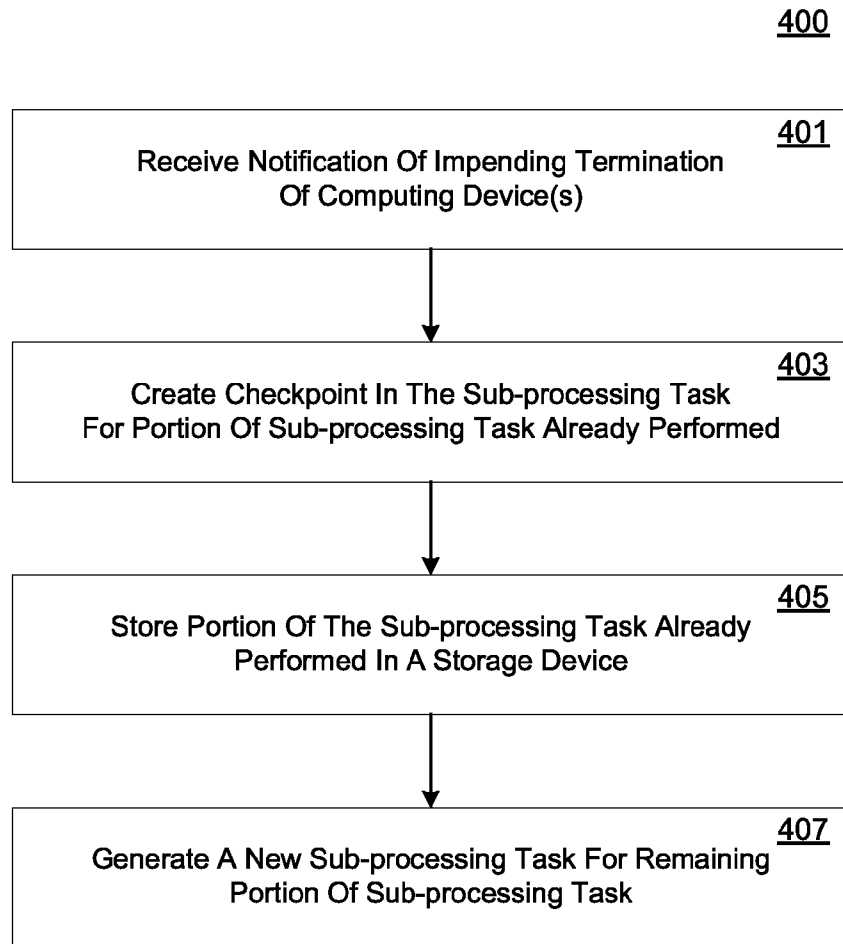 400
401
Receive Notification Of Impending Termination
Of Computing Device(s)
403
Create Checkpoint In The Sub-processing Task
For Portion Of Sub-processing Task Already Performed
405
Store Portion Of The Sub-processing Task Already
Performed In A Storage Device
407
Generate A New Sub-processing Task For Remaining
Portion Of Sub-processing Task